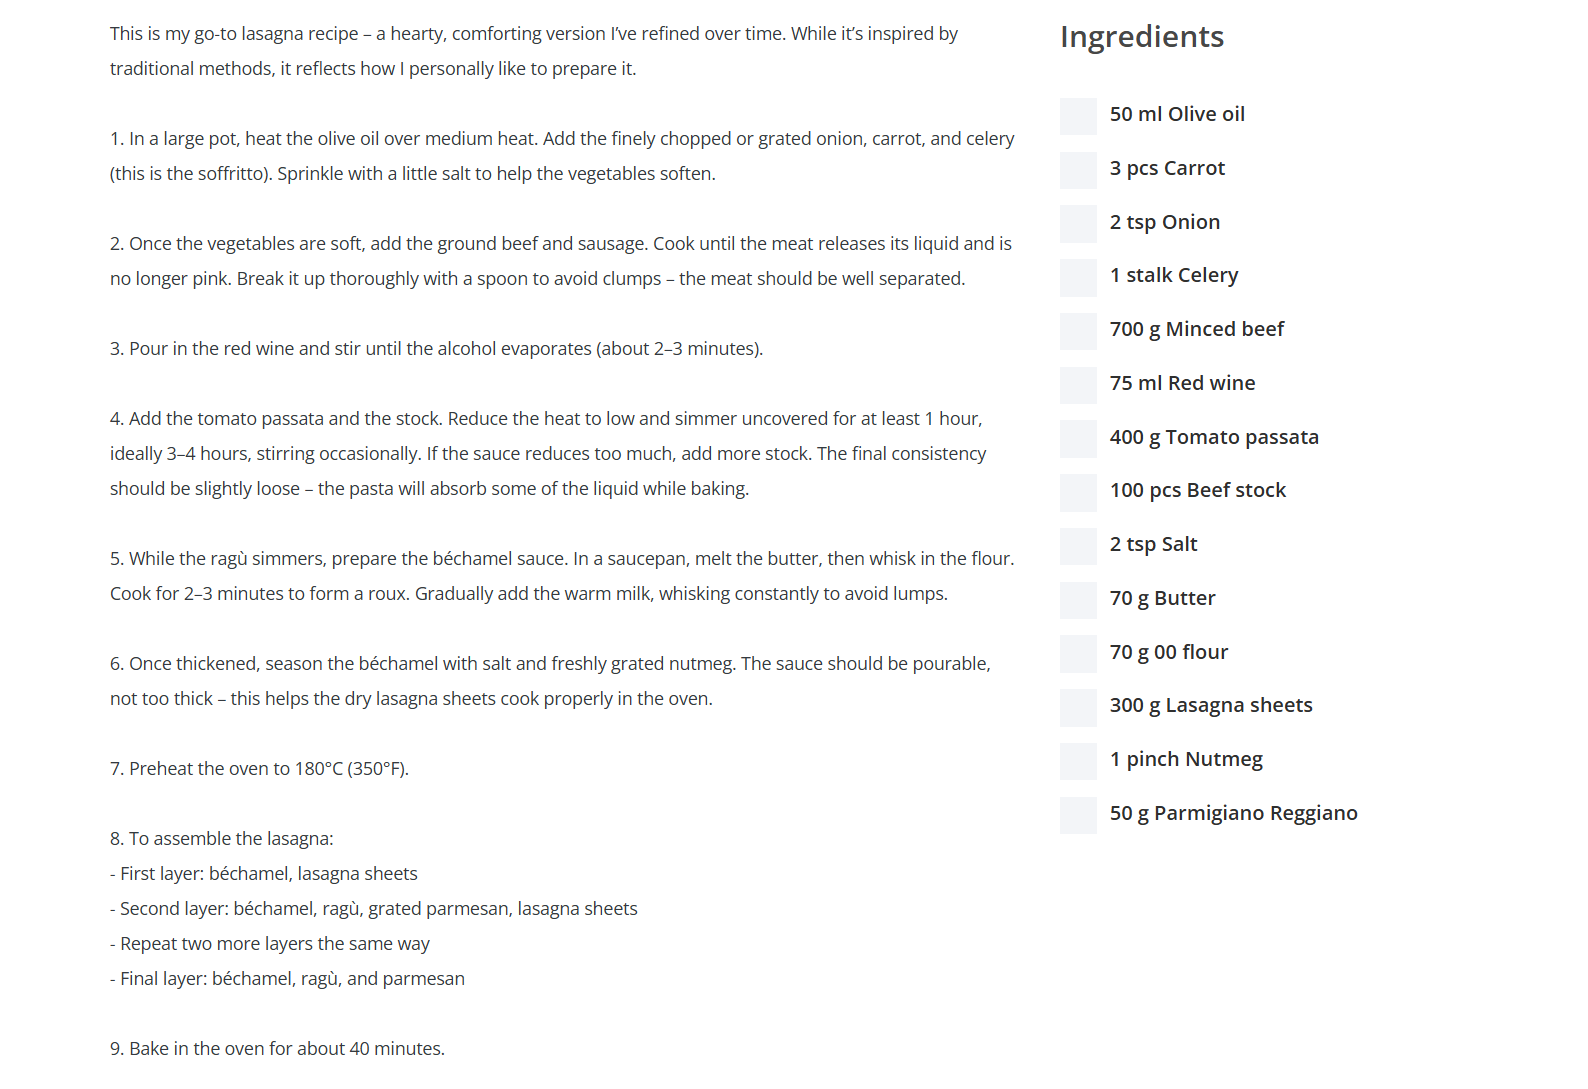 This is my go-to lasagna recipe – a hearty, comforting version I’ve refined over time. While it’s inspired by
traditional methods, it reflects how I personally like to prepare it.
1. In a large pot, heat the olive oil over medium heat. Add the finely chopped or grated onion, carrot, and celery
(this is the soffritto). Sprinkle with a little salt to help the vegetables soften.
2. Once the vegetables are soft, add the ground beef and sausage. Cook until the meat releases its liquid and is
no longer pink. Break it up thoroughly with a spoon to avoid clumps – the meat should be well separated.
3. Pour in the red wine and stir until the alcohol evaporates (about 2–3 minutes).
4. Add the tomato passata and the stock. Reduce the heat to low and simmer uncovered for at least 1 hour,
ideally 3–4 hours, stirring occasionally. If the sauce reduces too much, add more stock. The final consistency
should be slightly loose – the pasta will absorb some of the liquid while baking.
5. While the ragù simmers, prepare the béchamel sauce. In a saucepan, melt the butter, then whisk in the flour.
Cook for 2–3 minutes to form a roux. Gradually add the warm milk, whisking constantly to avoid lumps.
6. Once thickened, season the béchamel with salt and freshly grated nutmeg. The sauce should be pourable,
not too thick – this helps the dry lasagna sheets cook properly in the oven.
7. Preheat the oven to 180°C (350°F).
8. To assemble the lasagna:
- First layer: béchamel, lasagna sheets
- Second layer: béchamel, ragù, grated parmesan, lasagna sheets
- Repeat two more layers the same way
- Final layer: béchamel, ragù, and parmesan
9. Bake in the oven for about 40 minutes.
Ingredients
50 ml Olive oil
3 pcs Carrot
2 tsp Onion
1 stalk Celery
700 g Minced beef
75 ml Red wine
400 g Tomato passata
100 pcs Beef stock
2 tsp Salt
70 g Butter
70 g 00 flour
300 g Lasagna sheets
1 pinch Nutmeg
50 g Parmigiano Reggiano